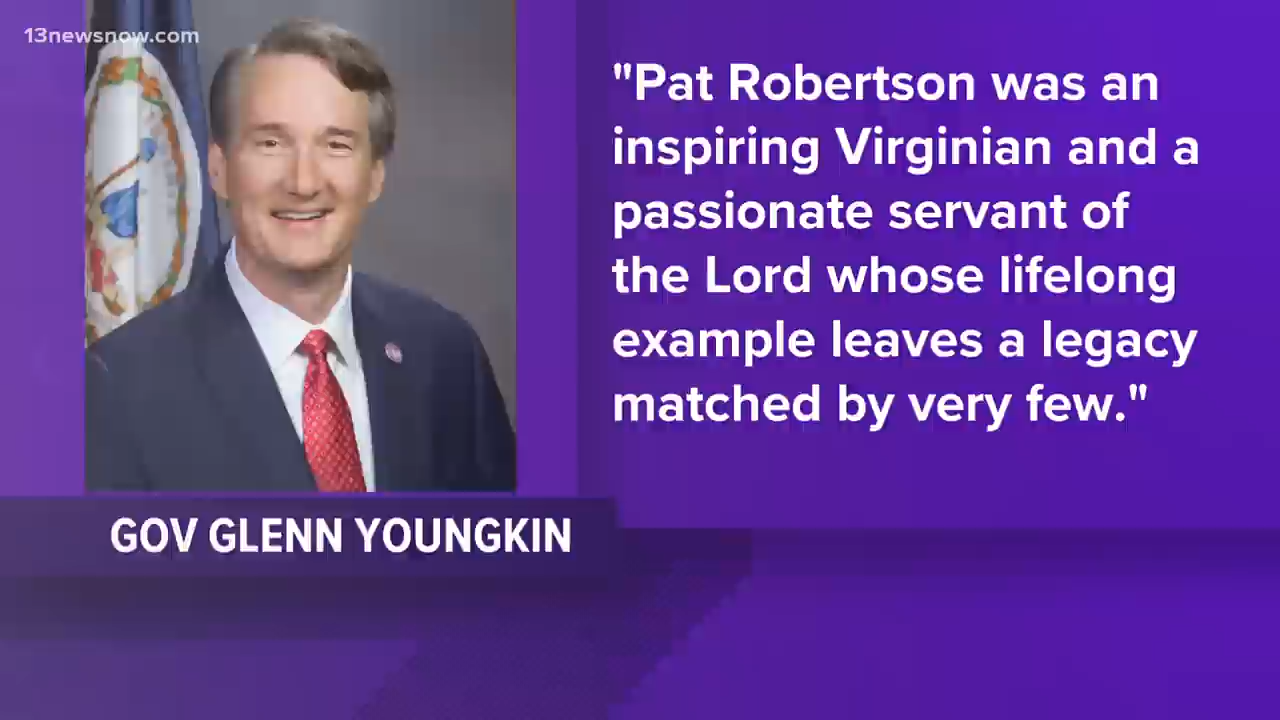 13newsnow.com
"Pat Robertson was an
inspiring Virginian and a
passionate servant of
the Lord whose lifelong
example leaves a legacy
matched by very few."
GOV GLENN YOUNGKIN